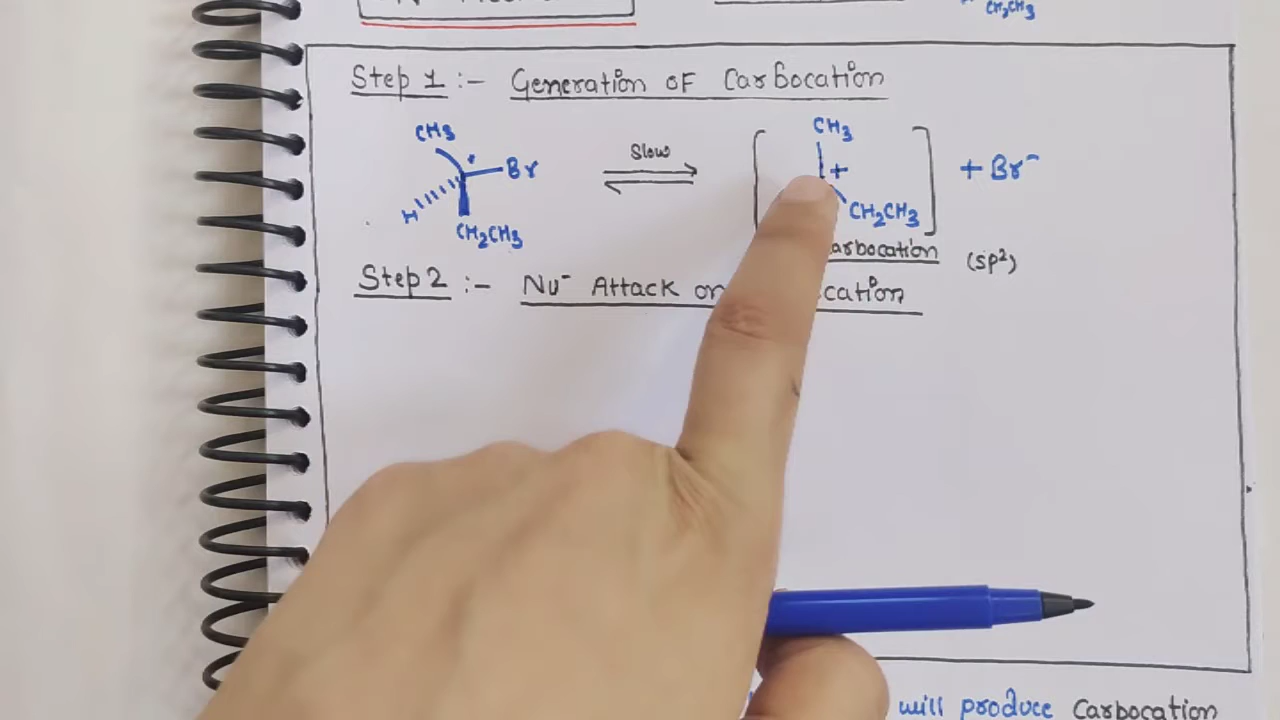 CH₂CH₃
Step 1 :- Generation of Carbocation
CH₃ CH₃
Br Slow + + Br⁻
H CH₂CH₃
CH₂CH₃
(sp²)
Step 2 :- Nu⁻ Attack on
will produce Carbocation